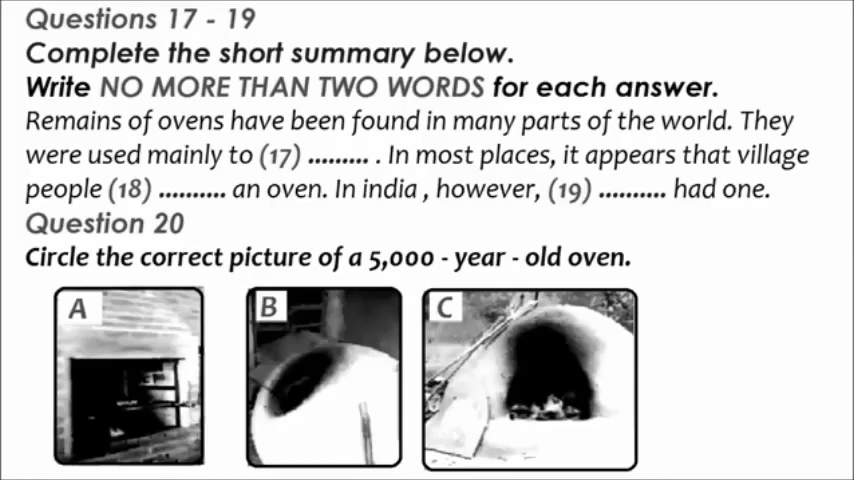 Questions 17 - 19
Complete the short summary below.
Write NO MORE THAN TWO WORDS for each answer.
Remains of ovens have been found in many parts of the world. They
were used mainly to (17) ......... . In most places, it appears that village
people (18) .......... an oven. In india , however, (19) .......... had one.
Question 20
Circle the correct picture of a 5,000 - year - old oven.
A B C